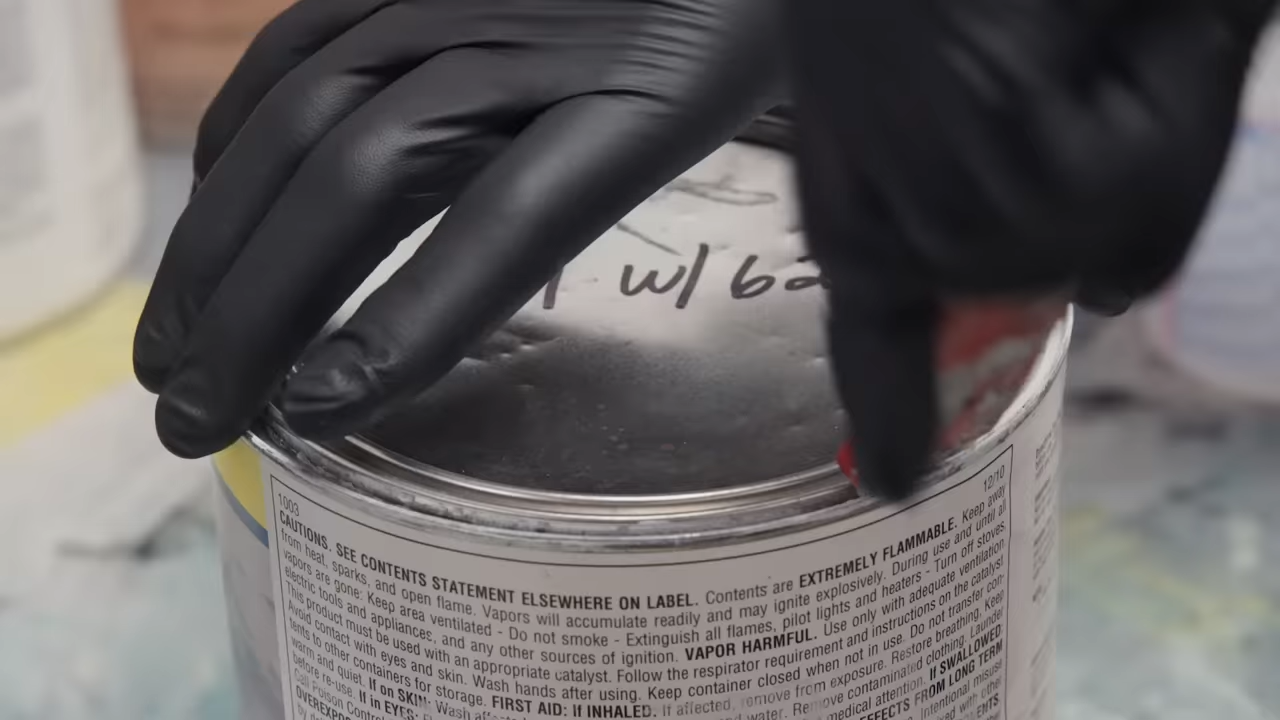 w/
1003
12/10
CAUTIONS. SEE CONTENTS STATEMENT ELSEWHERE ON LABEL. Contents are EXTREMELY FLAMMABLE. Keep away
from heat, sparks, and open flame. Vapors will accumulate readily and may ignite explosively. During use and until all
vapors are gone: Keep area ventilated - Do not smoke - Extinguish all flames, pilot lights and heaters - Turn off stoves,
electric tools and appliances, and any other sources of ignition. VAPOR HARMFUL. Use only with adequate ventilation.
This product must be used with an appropriate catalyst. Follow the respirator requirement and instructions on the catalyst.
Avoid contact with eyes and skin. Wash hands after using. Keep container closed when not in use. Do not transfer con-
tents to other containers for storage. FIRST AID: If INHALED: If affected, remove from exposure. Restore breathing. Keep
warm and quiet. If on SKIN: Wash water. Remove contaminated clothing. Launder
before re-use. If in EYES: medical attention. If SWALLOWED:
Call Poison Control EFFECTS FROM LONG TERM
Intentional misuse
with other